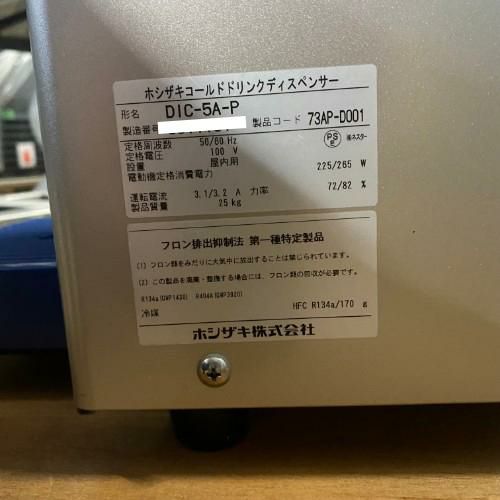 ホシザキコールドドリンクディスペンサー
形名 DIC-5A-P
製造番号 製品コード 73AP-D001
定格周波数 50/60 Hz
定格電圧 100 V
設置 屋内用
電動機定格消費電力 225/265 W
運転電流 3.1/3.2 A 力率 72/82 %
製品質量 25 kg
PS E
フロン排出抑制法 第一種特定製品
(1) フロン類をみだりに大気中に放出することは禁じられています。
(2) この製品を廃棄・整備する場合には、フロン類の回収が必要です。
R134a(GWP1430) R404A(GWP3920)
冷媒 HFC R134a/170 g
ホシザキ株式会社